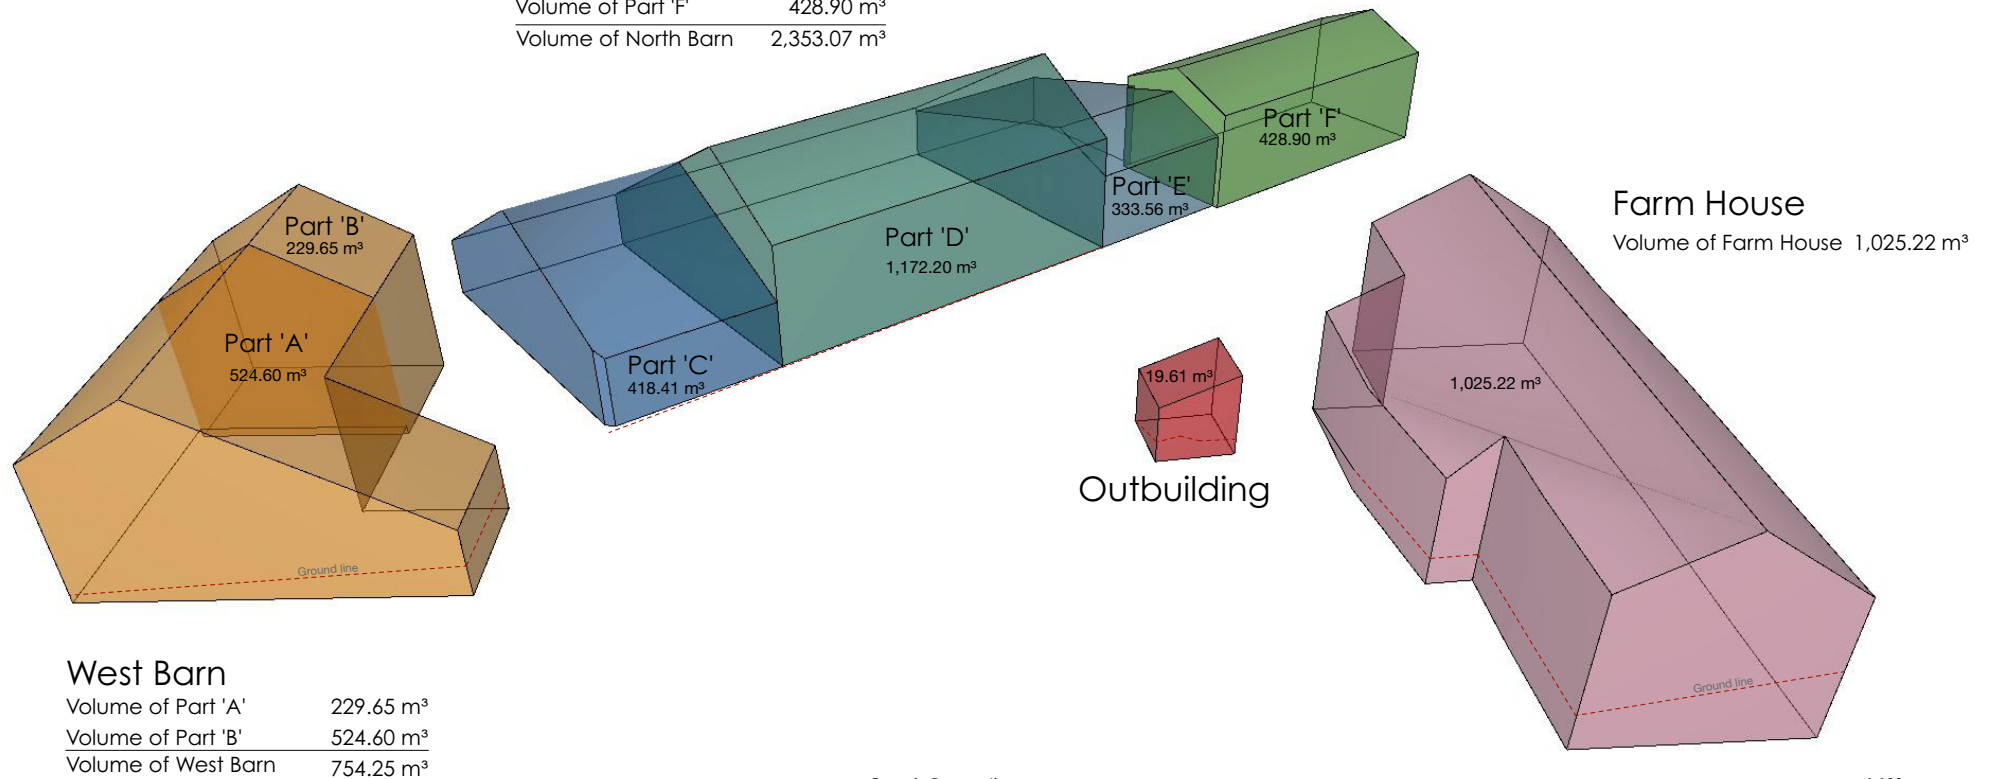 Volume of Part 'F' 428.90 m³
Volume of North Barn 2,353.07 m³
Part 'F'
428.90 m³
Part 'E'
333.56 m³
Part 'D'
1,172.20 m³
Part 'C'
418.41 m³
Part 'B'
229.65 m³
Part 'A'
524.60 m³
Ground line
Farm House
Volume of Farm House 1,025.22 m³
1,025.22 m³
19.61 m³
Outbuilding
Ground line
West Barn
Volume of Part 'A' 229.65 m³
Volume of Part 'B' 524.60 m³
Volume of West Barn 754.25 m³